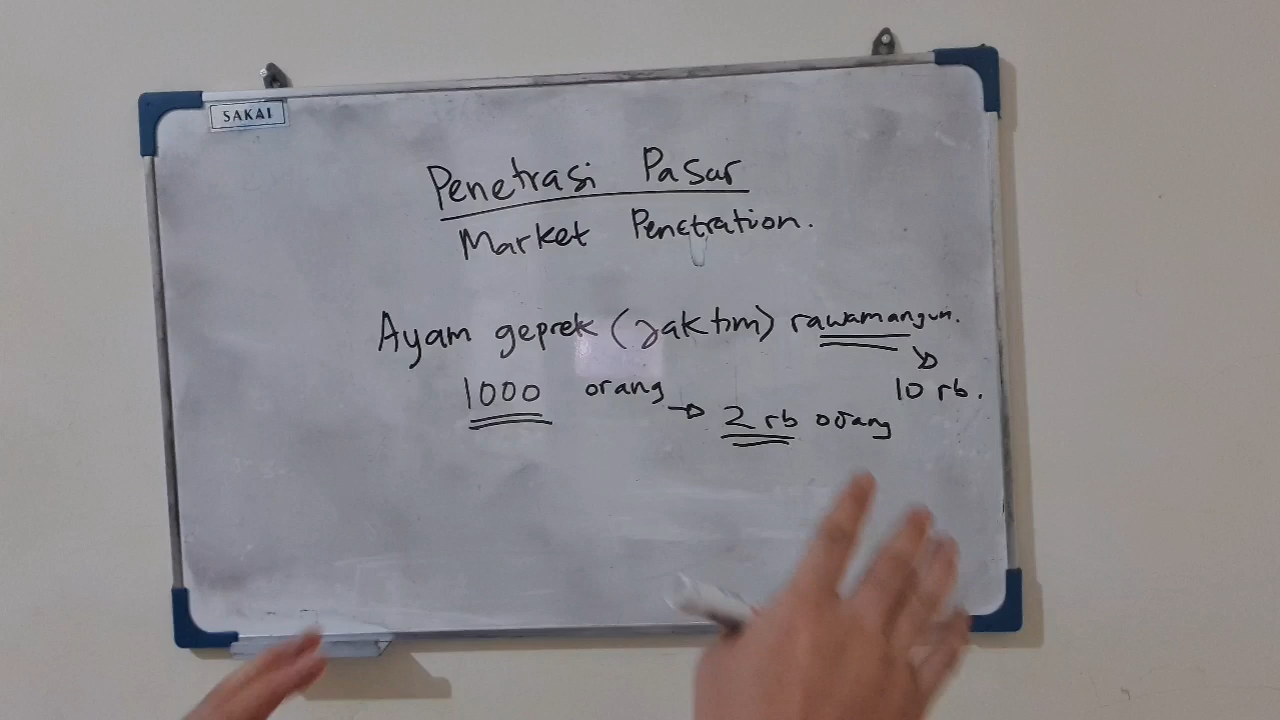 SAKAI
Penetrasi Pasar
Market Penetration.
Ayam geprek (Jaktim) rawamangun.
10 rb.
1000 orang → 2 rb orang